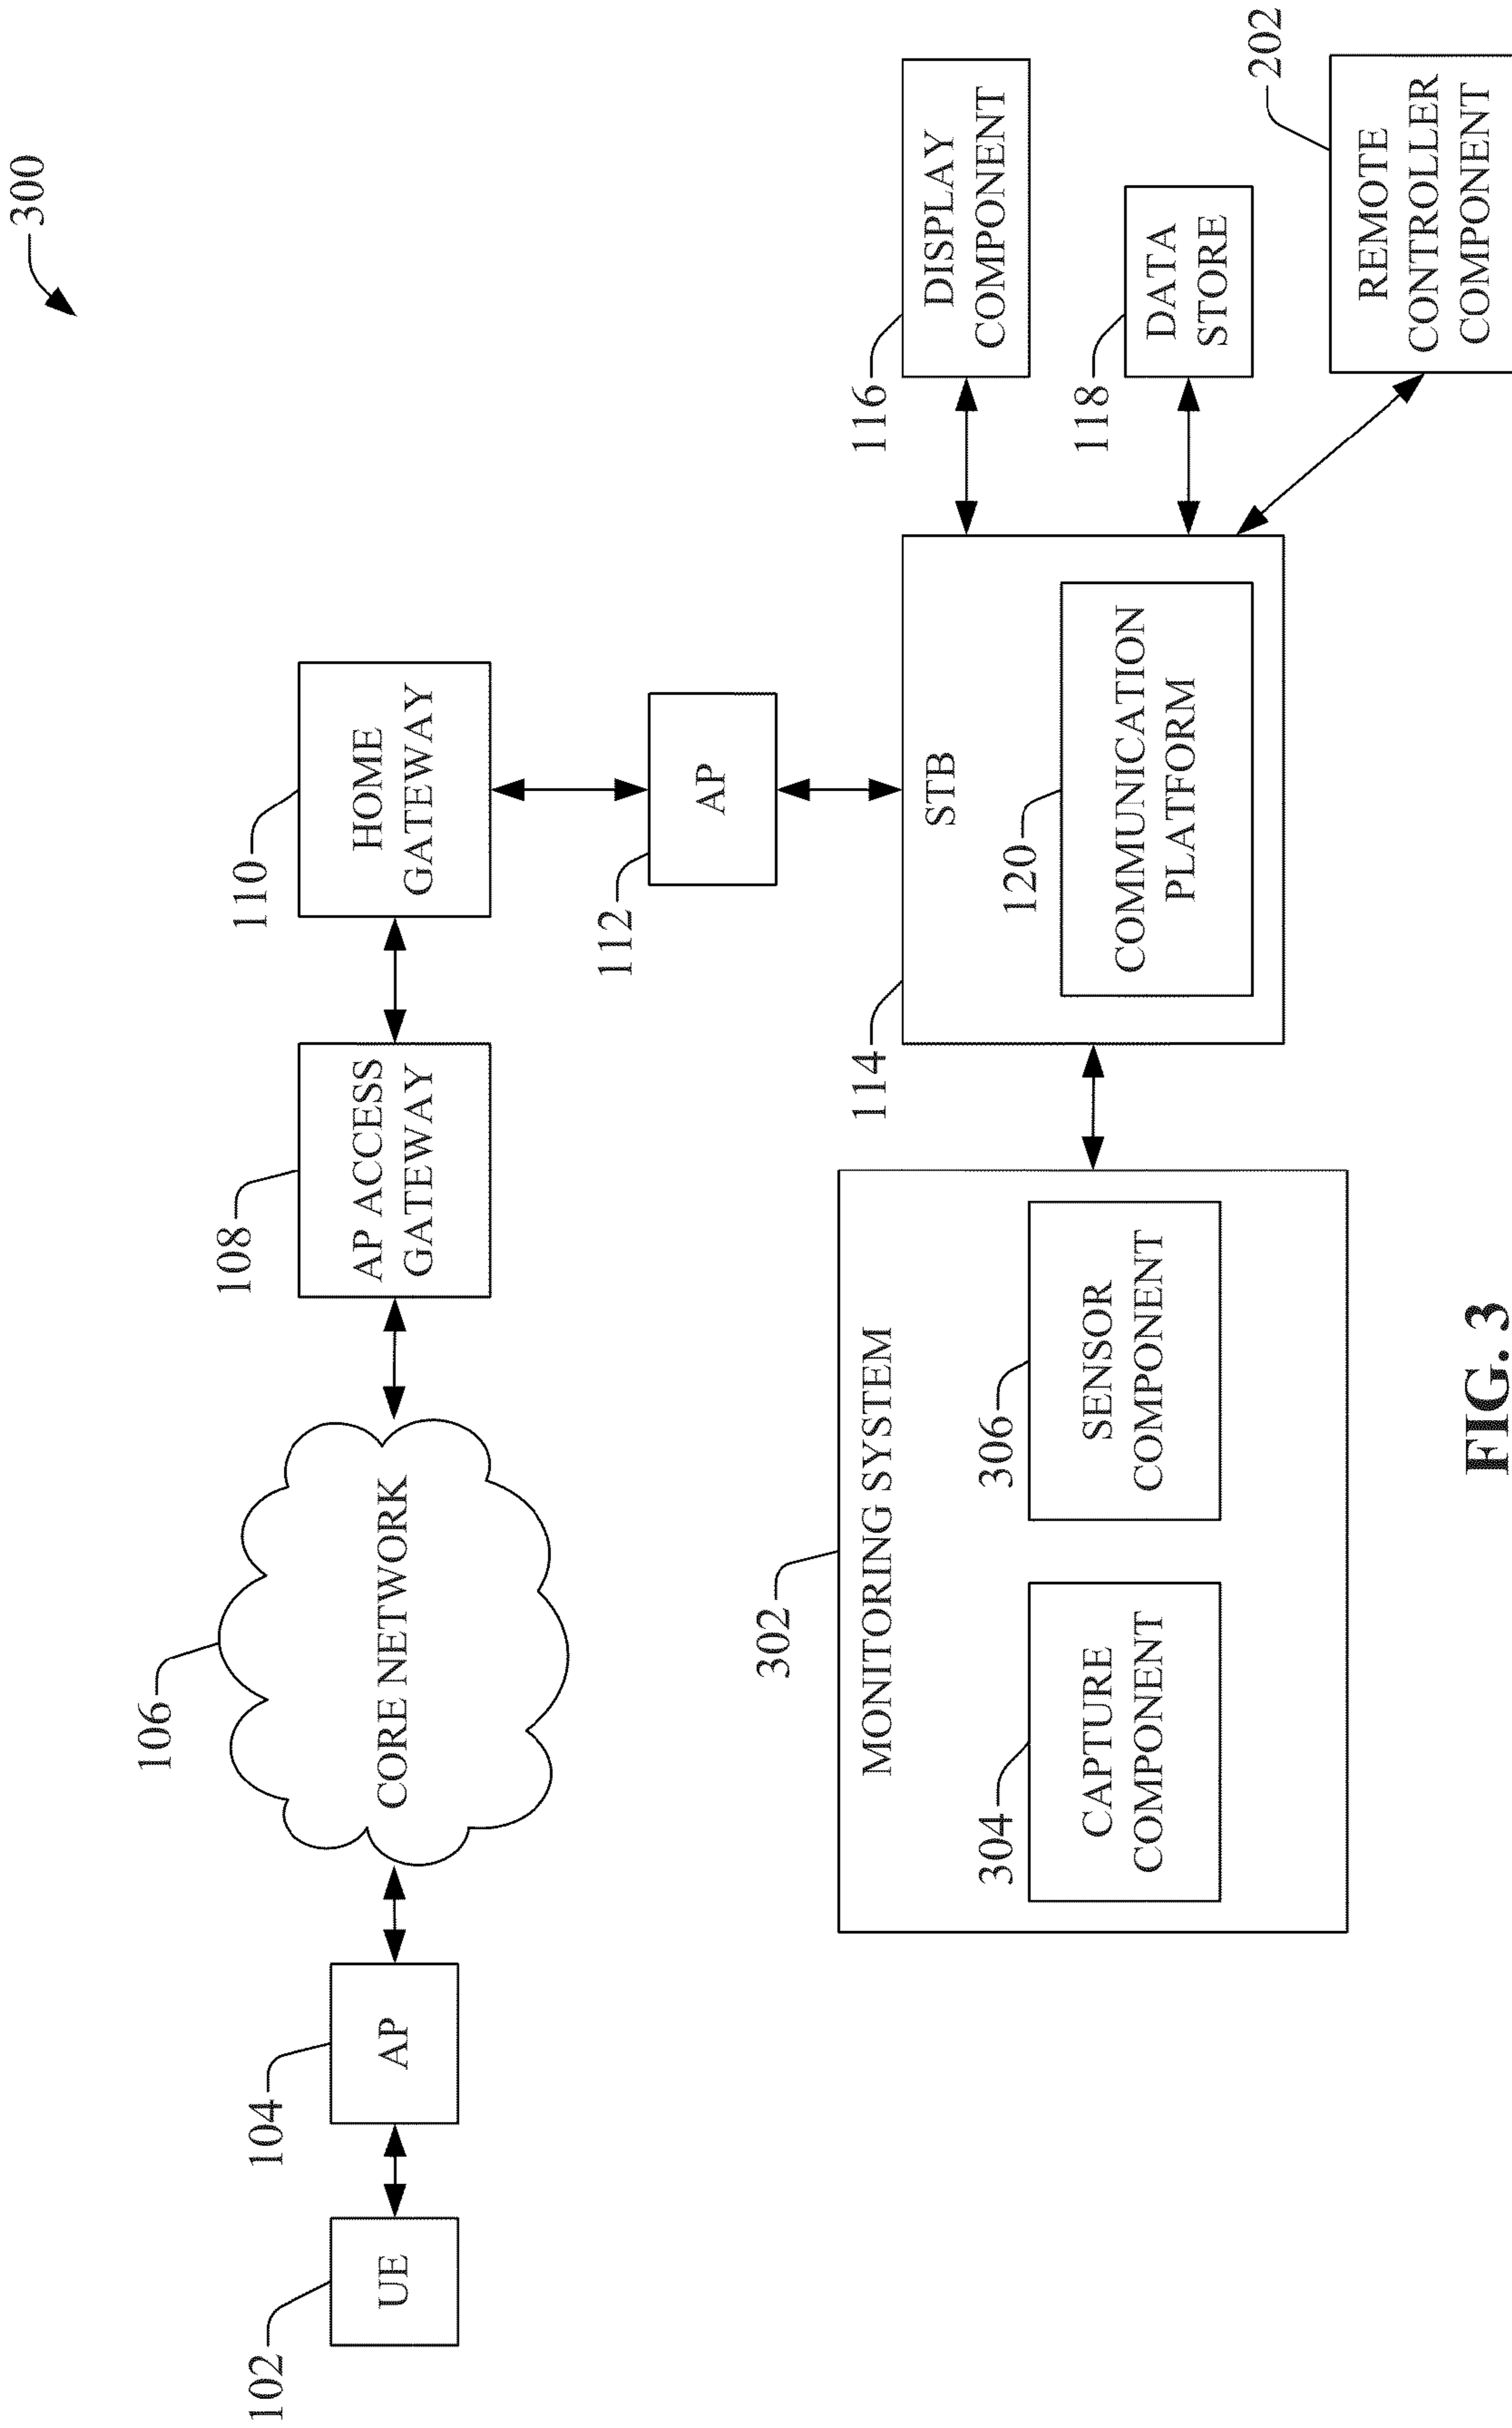 300
102
UE
104
AP
106
CORE NETWORK
108
AP ACCESS
GATEWAY
110
HOME
GATEWAY
112
AP
114
STB
120
COMMUNICATION
PLATFORM
116
DISPLAY
COMPONENT
118
DATA
STORE
202
REMOTE
CONTROLLER
COMPONENT
302
MONITORING SYSTEM
304
CAPTURE
COMPONENT
306
SENSOR
COMPONENT
FIG. 3